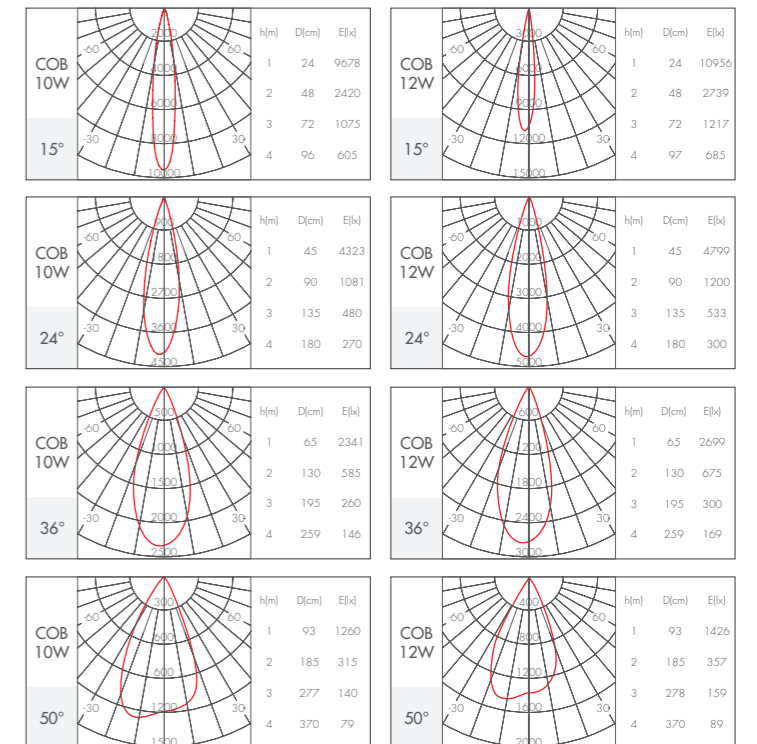 COB
10W
15°
-60
60
-30
30
2000
4000
6000
8000
10000
h(m) D(cm) E(lx)
1 24 9678
2 48 2420
3 72 1075
4 96 605
COB
12W
15°
-60
60
-30
30
3000
6000
9000
12000
15000
h(m) D(cm) E(lx)
1 24 10956
2 48 2739
3 72 1217
4 97 685
COB
10W
24°
-60
60
-30
30
900
1800
2700
3600
4500
h(m) D(cm) E(lx)
1 45 4323
2 90 1081
3 135 480
4 180 270
COB
12W
24°
-60
60
-30
30
1000
2000
3000
4000
5000
h(m) D(cm) E(lx)
1 45 4799
2 90 1200
3 135 533
4 180 300
COB
10W
36°
-60
60
-30
30
500
1000
1500
2000
2500
h(m) D(cm) E(lx)
1 65 2341
2 130 585
3 195 260
4 259 146
COB
12W
36°
-60
60
-30
30
600
1200
1800
2400
3000
h(m) D(cm) E(lx)
1 65 2699
2 130 675
3 195 300
4 259 169
COB
10W
50°
-60
60
-30
30
300
600
600
1200
1500
h(m) D(cm) E(lx)
1 93 1260
2 185 315
3 277 140
4 370 79
COB
12W
50°
-60
60
-30
30
400
800
1200
1600
2000
h(m) D(cm) E(lx)
1 93 1426
2 185 357
3 278 159
4 370 89